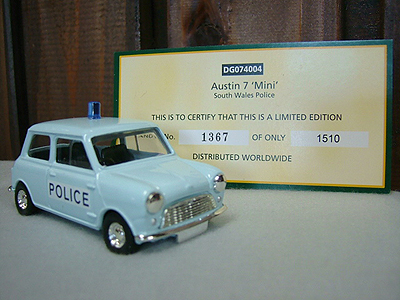 DG074004
Austin 7 'Mini'
South Wales Police
THIS IS TO CERTIFY THAT THIS IS A LIMITED EDITION
AND No. 1367 OF ONLY 1510
DISTRIBUTED WORLDWIDE
POLICE